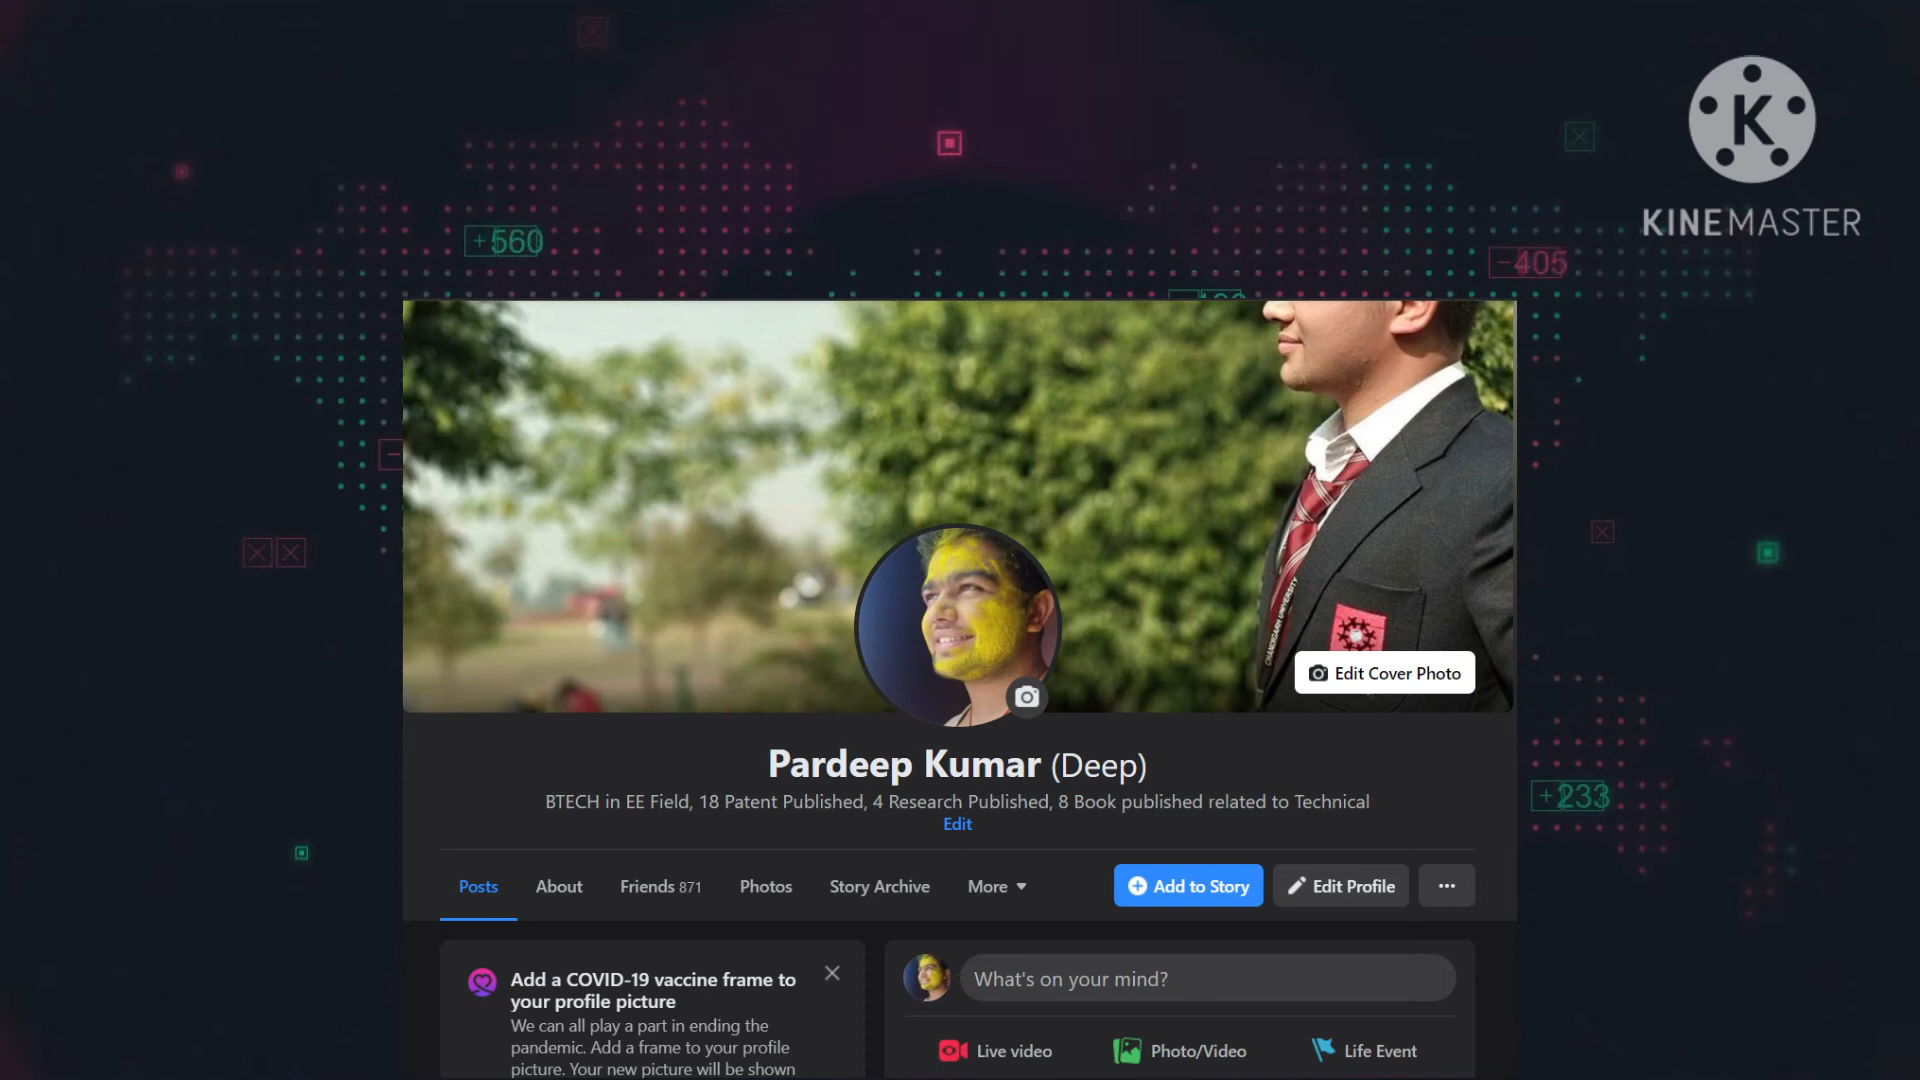 KINEMASTER
+560
-405
Edit Cover Photo
CHANDIGARH UNIVERSITY
Pardeep Kumar (Deep)
BTECH in EE Field, 18 Patent Published, 4 Research Published, 8 Book published related to Technical
Edit
+233
Posts
About
Friends 871
Photos
Story Archive
More
Add to Story
Edit Profile
Add a COVID-19 vaccine frame to
your profile picture
We can all play a part in ending the
pandemic. Add a frame to your profile
picture. Your new picture will be shown
What's on your mind?
Live video
Photo/Video
Life Event